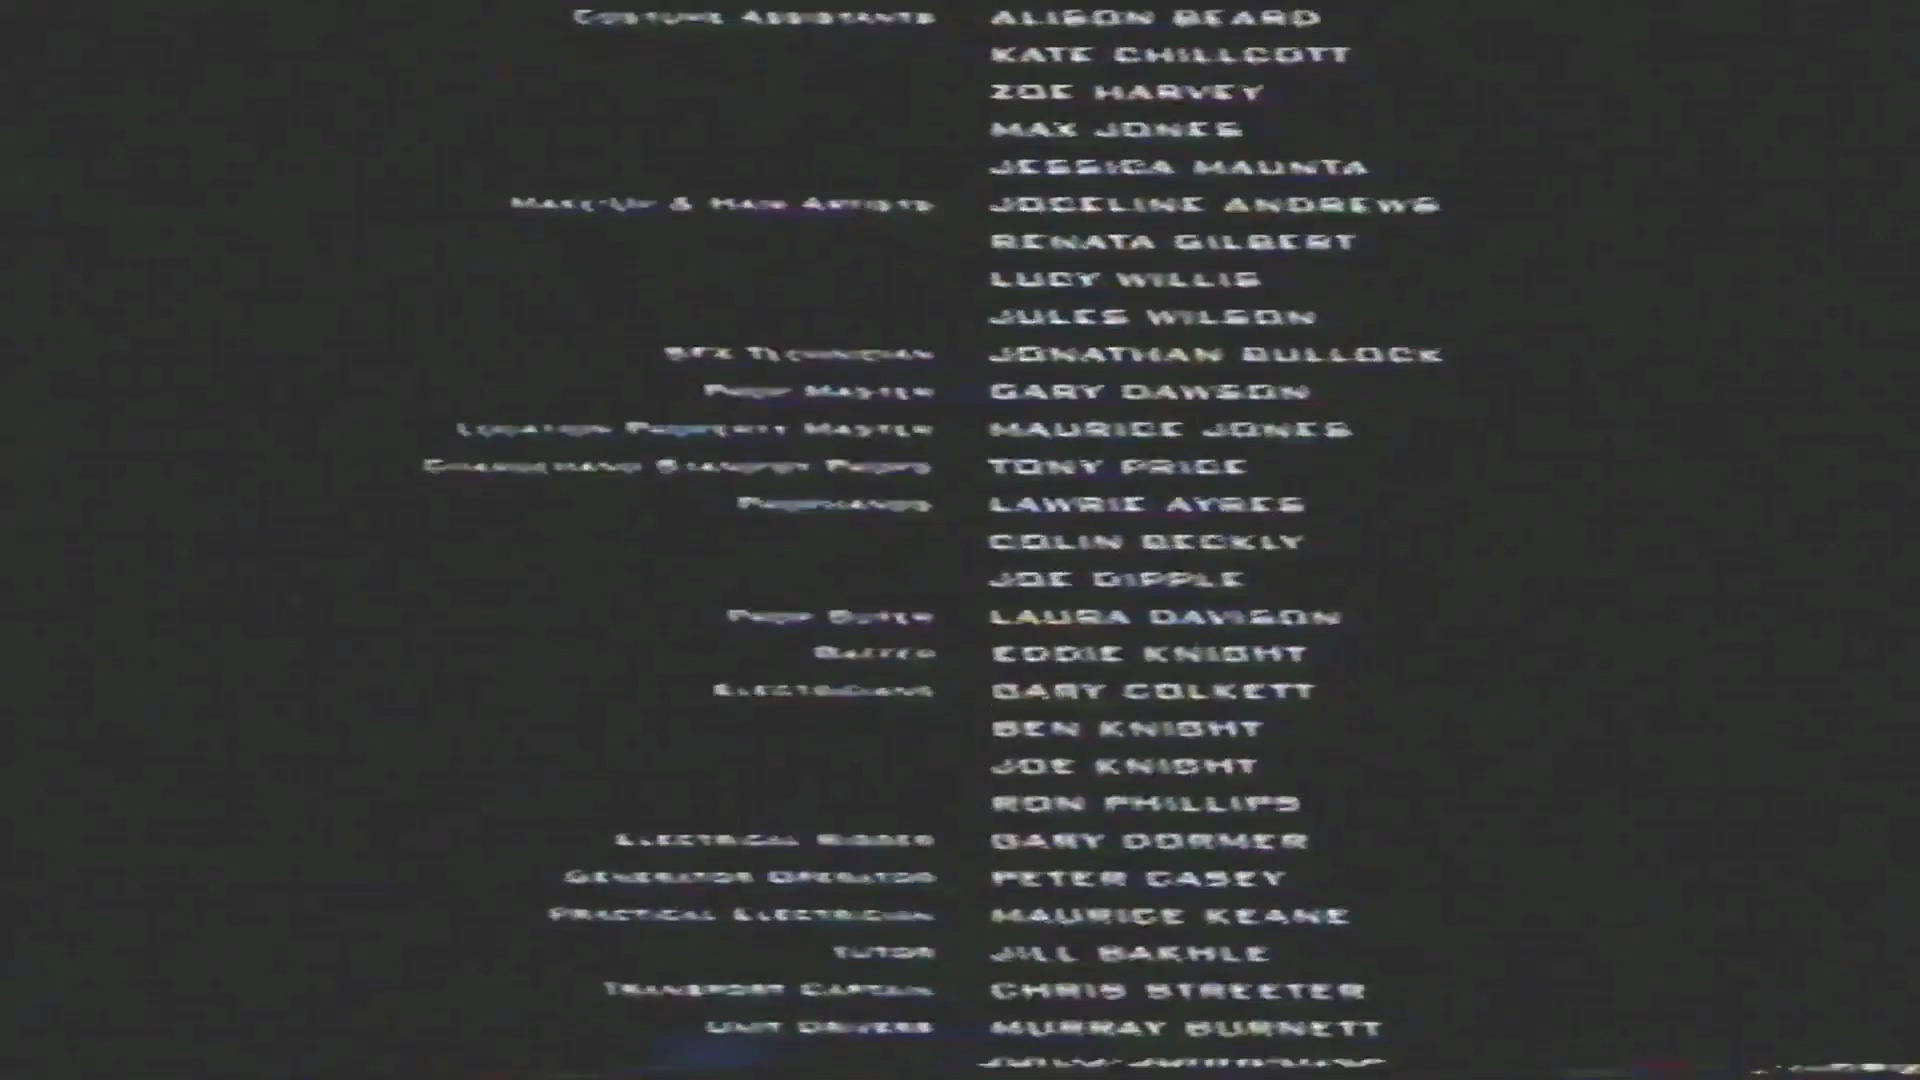 COSTUME ASSISTANTS ALISON BEARD
KATE CHILLCOTT
ZOE HARVEY
MAX JONES
JESSICA MAUNTA
MAKE-UP & HAIR ARTISTS JOCELINE ANDREWS
RENATA GILBERT
LUCY WILLIS
JULES WILSON
SFX TECHNICIAN JONATHAN BULLOCK
PROP MASTER GARY DAWSON
LOCATION PROPERTY MASTER MAURICE JONES
CHARGEHAND STANDBY PROPS TONY PRICE
PROPHANDS LAWRIE AYRES
COLIN BECKLY
JOE DIPPLE
PROP BUYER LAURA DAVISON
GAFFER EDDIE KNIGHT
ELECTRICIANS GARY COLKETT
BEN KNIGHT
JOE KNIGHT
RON PHILLIPS
ELECTRICAL RIGGER GARY DORMER
GENERATOR OPERATOR PETER CASEY
PRACTICAL ELECTRICIAN MAURICE KEANE
TUTOR JILL BAKHLE
TRANSPORT CAPTAIN CHRIS STREETER
UNIT DRIVERS MURRAY BURNETT